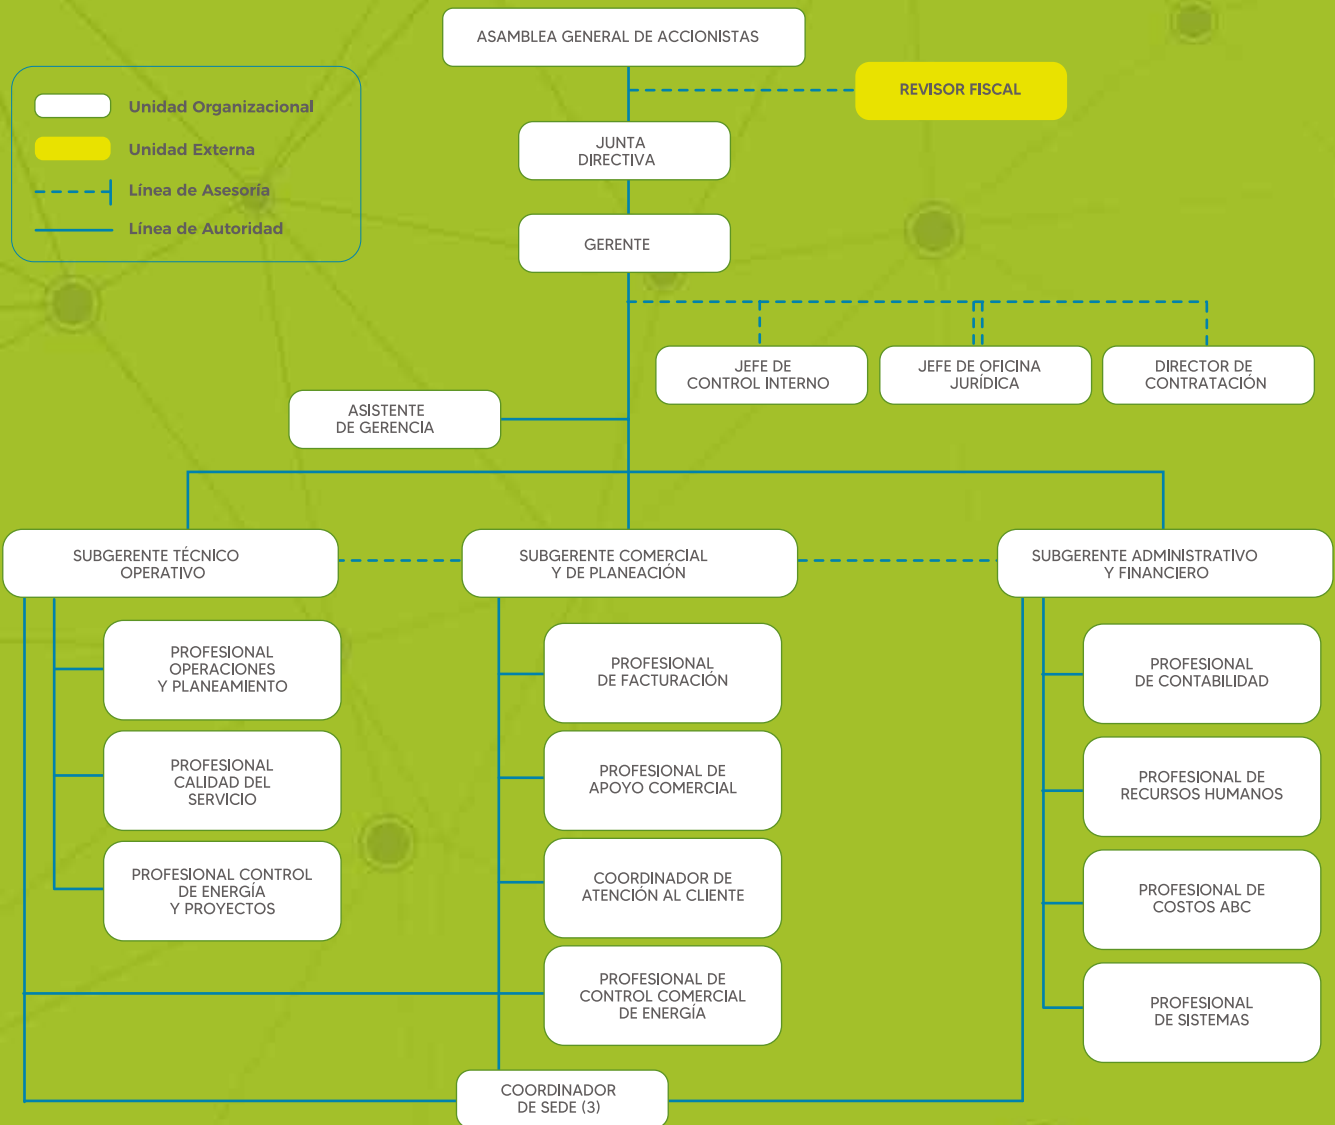 ASAMBLEA GENERAL DE ACCIONISTAS
REVISOR FISCAL
Unidad Organizacional
Unidad Externa
Línea de Asesoría
Línea de Autoridad
JUNTA
DIRECTIVA
GERENTE
JEFE DE
CONTROL INTERNO
JEFE DE OFICINA
JURÍDICA
DIRECTOR DE
CONTRATACIÓN
ASISTENTE
DE GERENCIA
SUBGERENTE TÉCNICO
OPERATIVO
SUBGERENTE COMERCIAL
Y DE PLANEACIÓN
SUBGERENTE ADMINISTRATIVO
Y FINANCIERO
PROFESIONAL
OPERACIONES
Y PLANEAMIENTO
PROFESIONAL
CALIDAD DEL
SERVICIO
PROFESIONAL CONTROL
DE ENERGÍA
Y PROYECTOS
PROFESIONAL
DE FACTURACIÓN
PROFESIONAL DE
APOYO COMERCIAL
COORDINADOR DE
ATENCIÓN AL CLIENTE
PROFESIONAL DE
CONTROL COMERCIAL
DE ENERGÍA
PROFESIONAL
DE CONTABILIDAD
PROFESIONAL DE
RECURSOS HUMANOS
PROFESIONAL DE
COSTOS ABC
PROFESIONAL
DE SISTEMAS
COORDINADOR
DE SEDE (3)